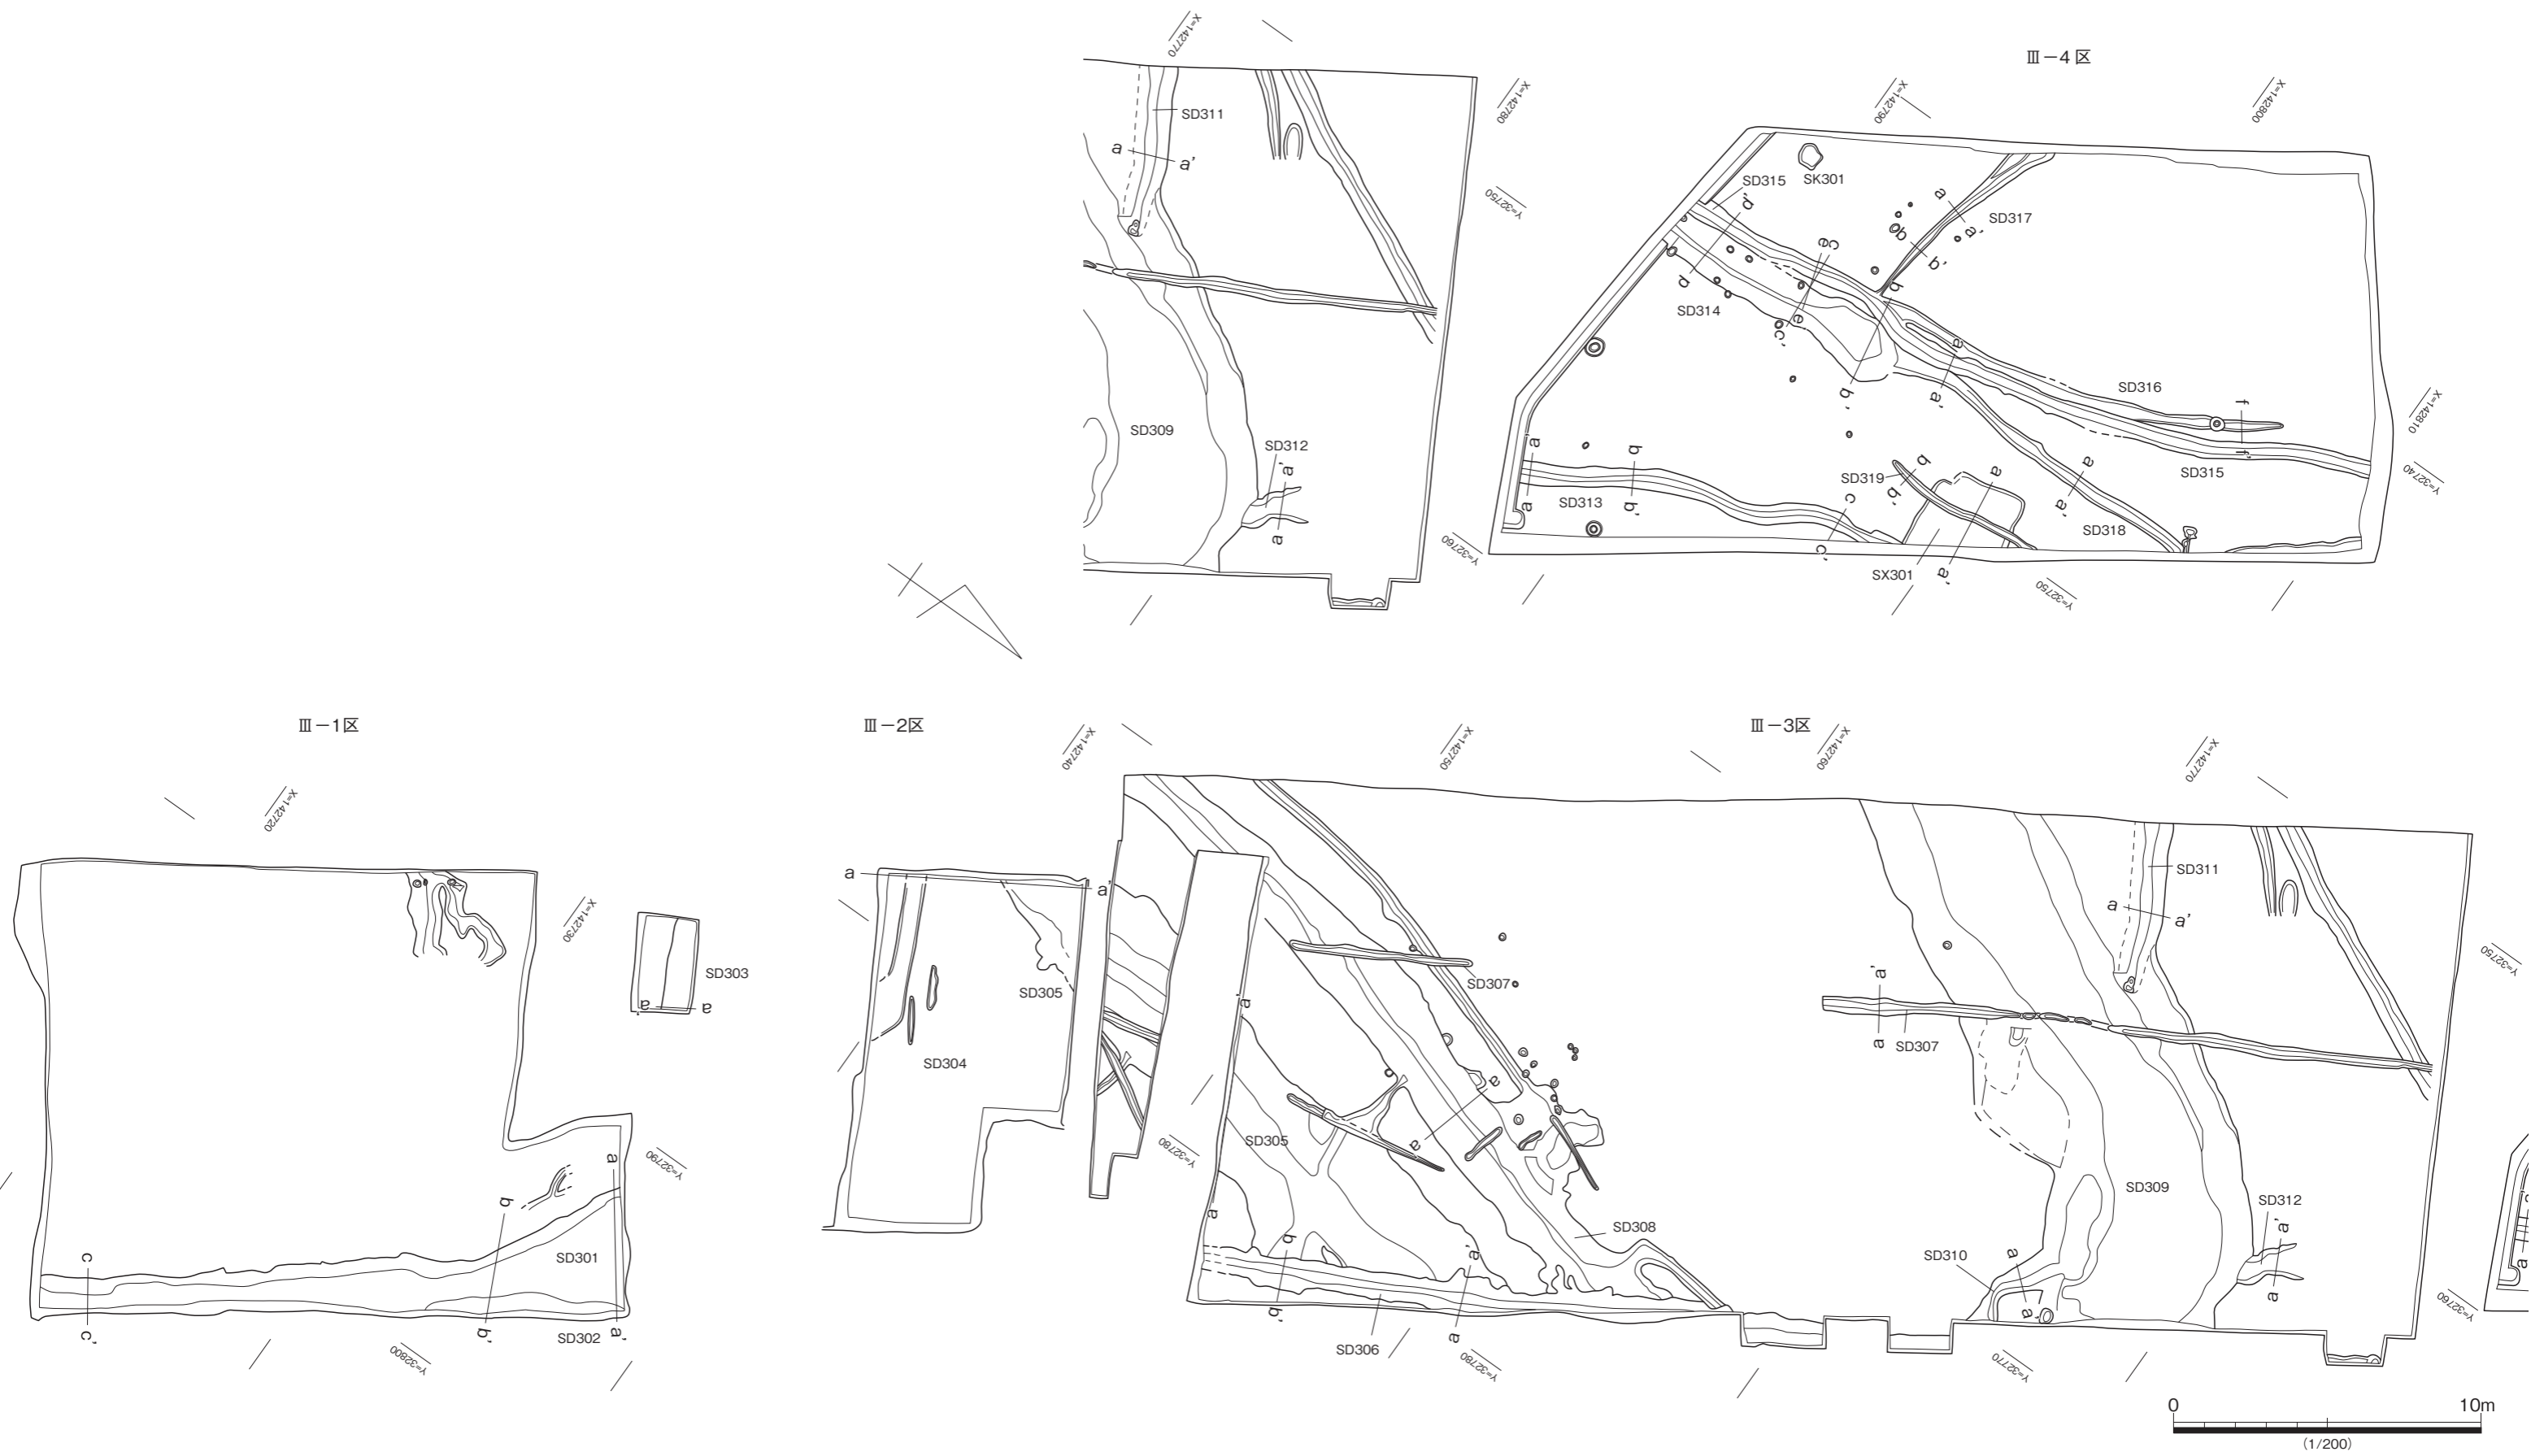 X=142770
X=142780
Ⅲ−4区
X=142790
X=142800
SD311
a
a'
Y=32750
SD315
SK301
d'
a
SD317
a'
b
b'
e
c
d
SD314
e'
c'
b
b'
a
a'
SD316
f
f'
X=142810
SD309
SD312
a'
a
a'
a
b
b'
SD313
SD319
b
b'
a
a
a'
SD315
Y=32740
c
c'
SD318
Y=32760
SX301
a'
Y=32750
Ⅲ−1区
Ⅲ−2区
X=142740
X=142750
Ⅲ−3区
X=142760
X=142770
X=142720
X=142730
SD303
a'
a
a
a'
SD305
SD304
a'
SD307
a'
a
SD307
SD311
a
a'
Y=32750
Y=32790
a
b
Y=32780
SD305
a
a
a'
SD309
SD312
a'
a
c
SD301
a
b
SD308
SD310
a
a'
Y=32760
a
c'
b'
SD302
a'
Y=32800
b'
SD306
a'
a
Y=32780
Y=32770
0
10m
(1/200)